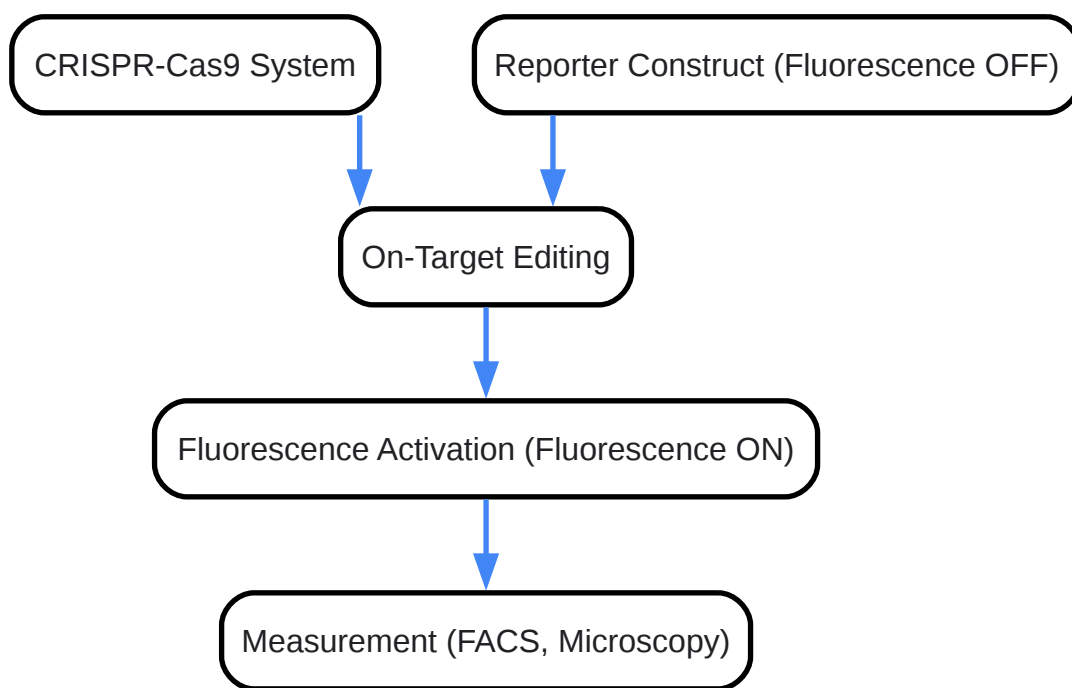 CRISPR-Cas9 System
Reporter Construct (Fluorescence OFF)
On-Target Editing
Fluorescence Activation (Fluorescence ON)
Measurement (FACS, Microscopy)